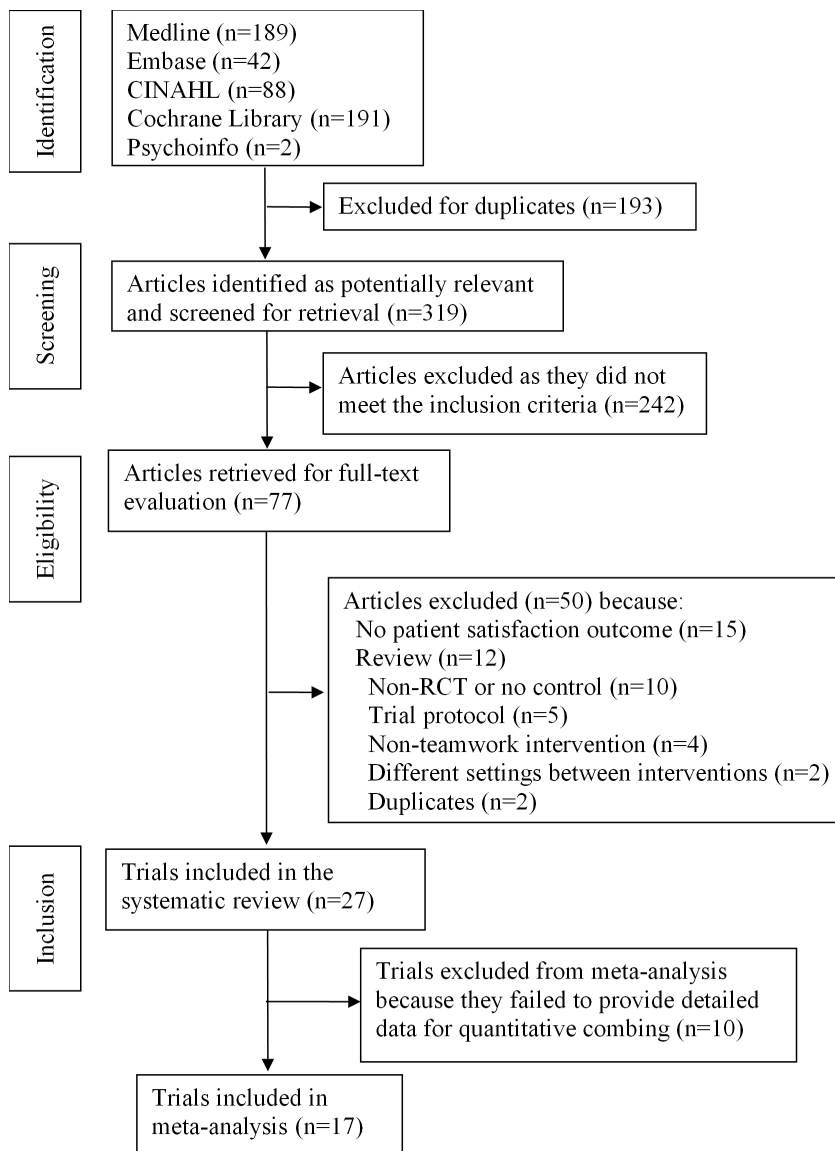 Identification
Medline (n=189)
Embase (n=42)
CINAHL (n=88)
Cochrane Library (n=191)
Psychoinfo (n=2)
Excluded for duplicates (n=193)
Screening
Articles identified as potentially relevant
and screened for retrieval (n=319)
Articles excluded as they did not
meet the inclusion criteria (n=242)
Eligibility
Articles retrieved for full-text
evaluation (n=77)
Articles excluded (n=50) because:
No patient satisfaction outcome (n=15)
Review (n=12)
Non-RCT or no control (n=10)
Trial protocol (n=5)
Non-teamwork intervention (n=4)
Different settings between interventions (n=2)
Duplicates (n=2)
Inclusion
Trials included in the
systematic review (n=27)
Trials excluded from meta-analysis
because they failed to provide detailed
data for quantitative combing (n=10)
Trials included in
meta-analysis (n=17)